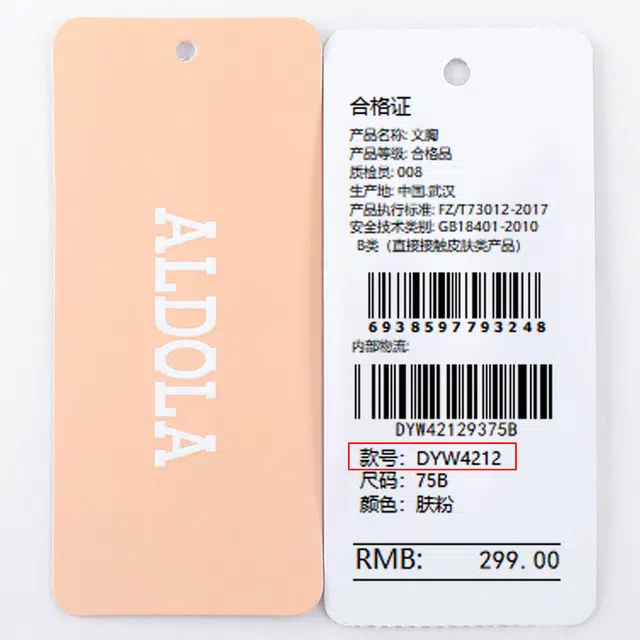 ALDOLA
合格证
产品名称: 文胸
产品等级: 合格品
质检员: 008
生产地: 中国.武汉
产品执行标准: FZ/T73012-2017
安全技术类别: GB18401-2010
B类（直接接触皮肤类产品）
6938597793248
内部物流:
DYW42129375B
款号: DYW4212
尺码: 75B
颜色: 肤粉
RMB: 299.00